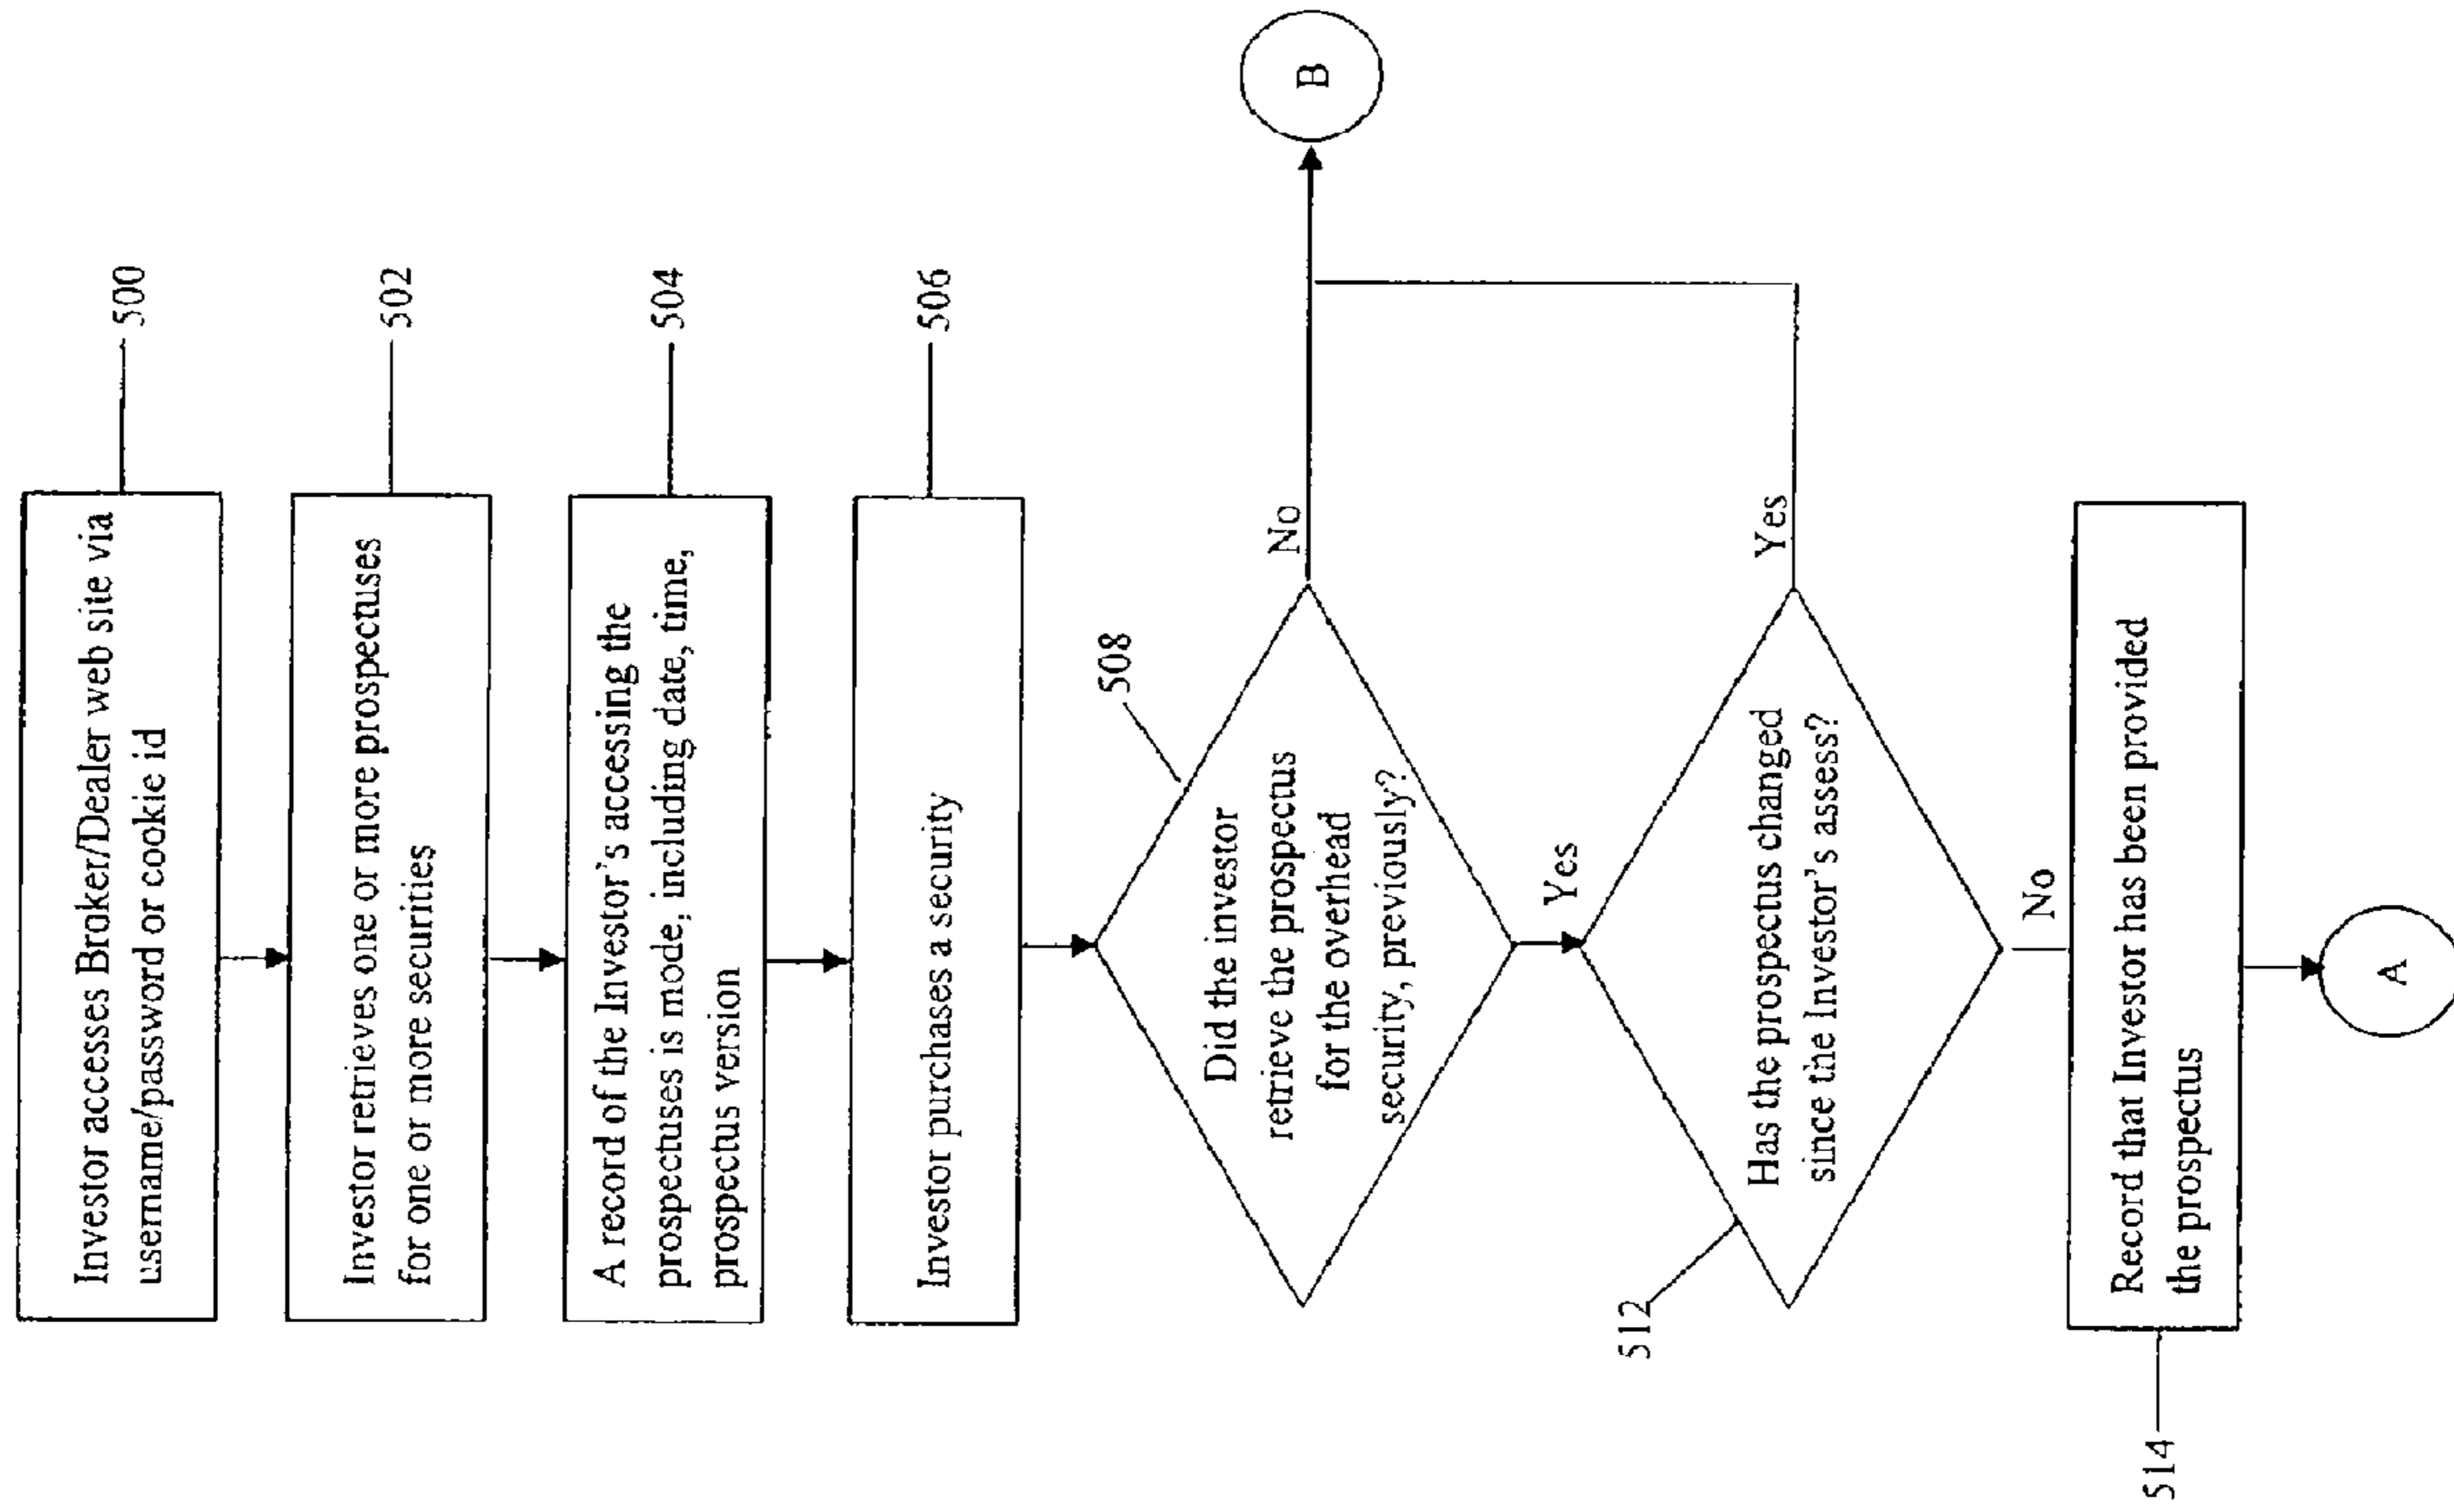 Investor accesses Broker/Dealer web site via
username/password or cookie id
500
Investor retrieves one or more prospectuses
for one or more securities
502
A record of the Investor's accessing the
prospectuses is mode, including date, time,
prospectus version
504
Investor purchases a security
506
508
Did the investor
retrieve the prospectus
for the overhead
security, previously?
No
B
Yes
512
Has the prospectus changed
since the Investor's assess?
Yes
No
Record that Investor has been provided
the prospectus
514
A